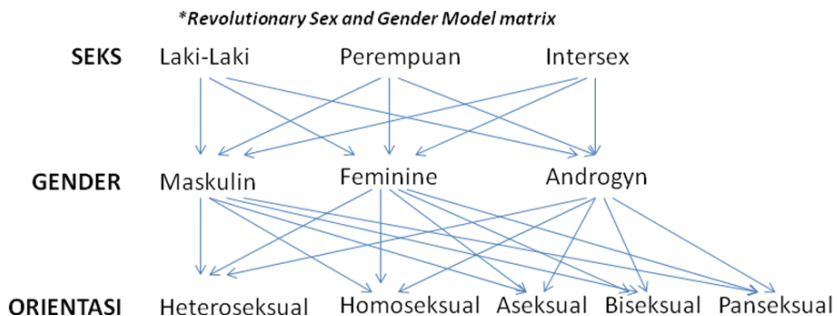 *Revolutionary Sex and Gender Model matrix
SEKS Laki-Laki Perempuan Intersex
GENDER Maskulin Feminine Androgyn
ORIENTASI Heteroseksual Homoseksual Aseksual Biseksual Panseksual